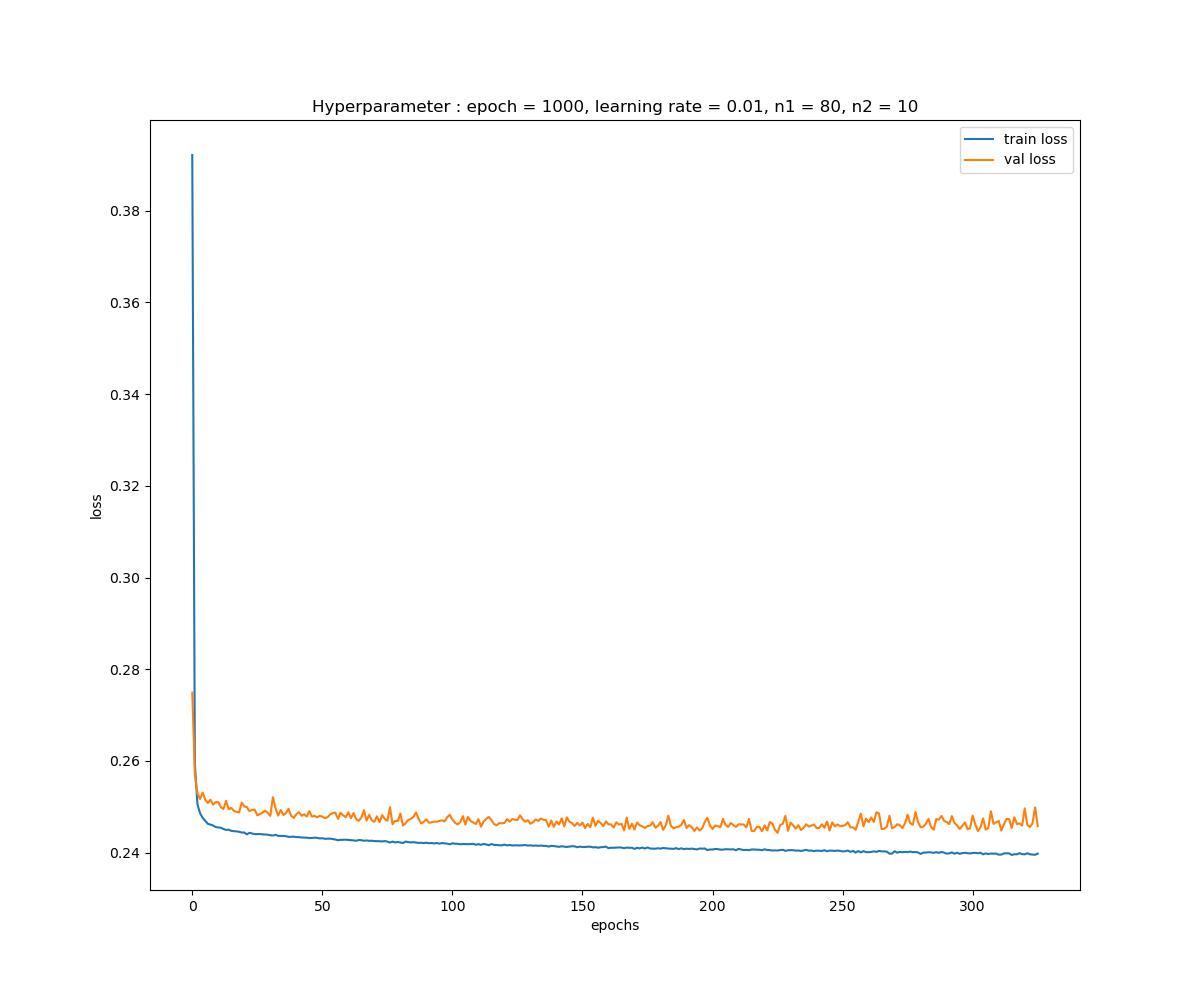 Hyperparameter : epoch = 1000, learning rate = 0.01, n1 = 80, n2 = 10
train loss
val loss
0.38
0.36
0.34
0.32
0.30
0.28
0.26
0.24
loss
0 50 100 150 200 250 300
epochs